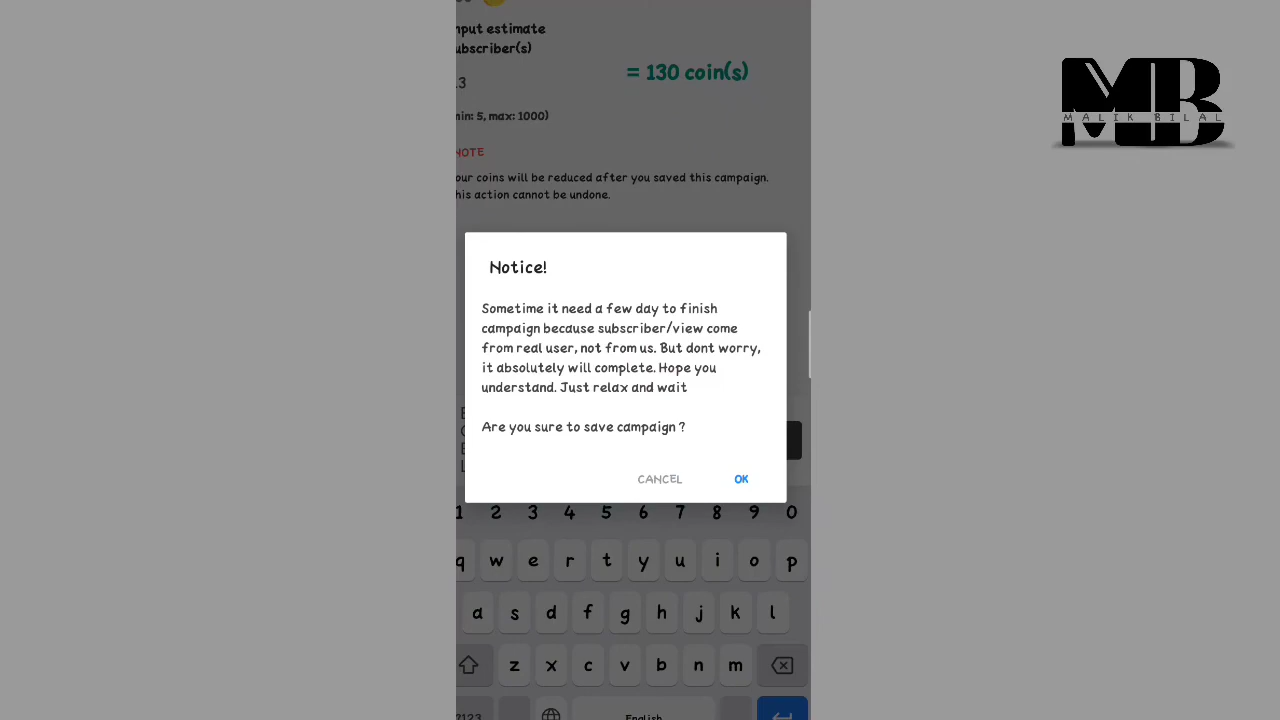 nput estimate
ubscriber(s)
= 130 coin(s)
.3
min: 5, max: 1000)
NOTE
our coins will be reduced after you saved this campaign.
his action cannot be undone.
MB
MALIK BILAL
Notice!
Sometime it need a few day to finish
campaign because subscriber/view come
from real user, not from us. But dont worry,
it absolutely will complete. Hope you
understand. Just relax and wait
Are you sure to save campaign ?
CANCEL OK
1 2 3 4 5 6 7 8 9 0
q w e r t y u i o p
a s d f g h j k l
z x c v b n m
?123 English